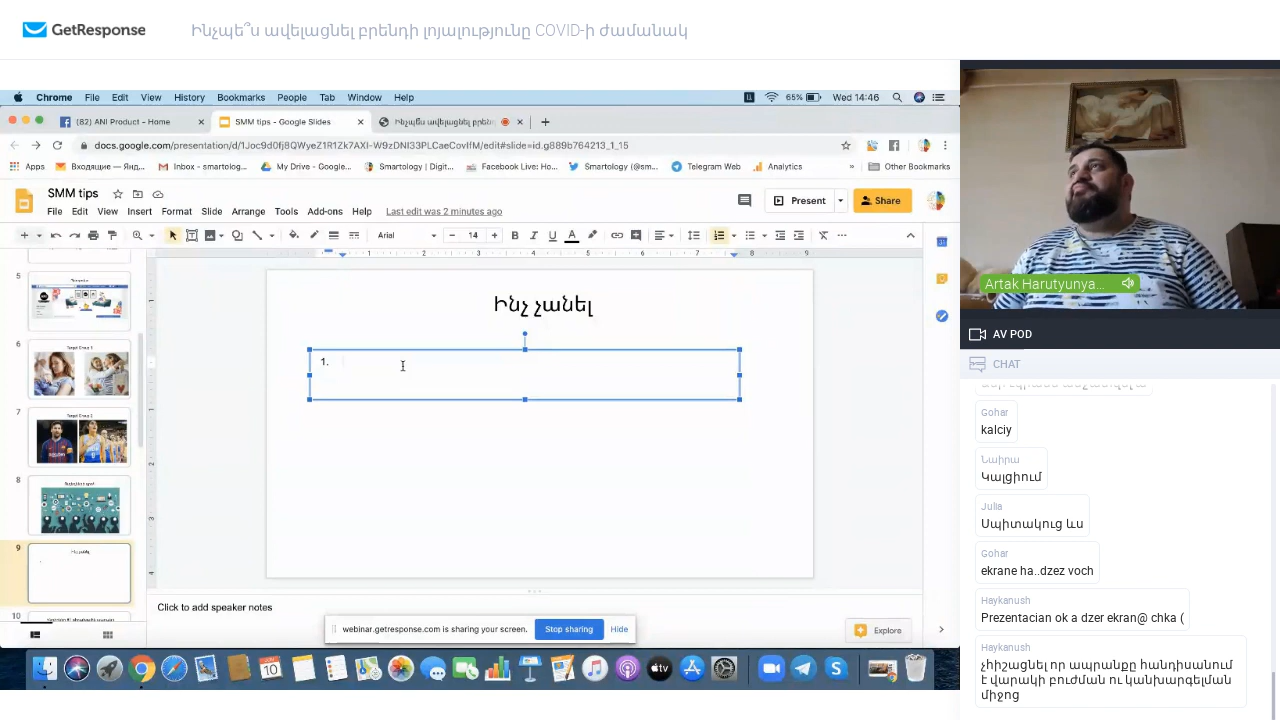 GetResponse
Ինչպե՞ս ավելացնել բրենդի լոյալությունը COVID-ի ժամանակ
Chrome File Edit View History Bookmarks People Tab Window Help
65% Wed 14:46
(82) ANI Product - Home
SMM tips - Google Slides
Ինչպե՞ս ավելացնել բրենդ
docs.google.com/presentation/d/1Joc9d0fj8QWyeZ1R1Zk7AXI-W9zDNI33PLCaeCovIfM/edit#slide=id.g889b764213_1_15
Apps
Входящие — Янд...
Inbox - smartolog...
My Drive - Google...
Smartology | Digit...
Facebook Live: Ho...
Smartology (@sm...
Telegram Web
Analytics
»
Other Bookmarks
SMM tips
File Edit View Insert Format Slide Arrange Tools Add-ons Help
Last edit was 2 minutes ago
Present
Share
Arial
14
5
6
7
8
9
10
Ինչ չանել
1.
Click to add speaker notes
webinar.getresponse.com is sharing your screen.
Stop sharing
Hide
Explore
Artak Harutyunya...
AV POD
CHAT
Gohar
kalciy
Նաիրա
Կալցիում
Julia
Սպիտակուց ևս
Gohar
ekrane ha..dzez voch
Haykanush
Prezentacian ok a dzer ekran@ chka (
Haykanush
չհիշացնել որ ապրանքը հանդիսանում
է վարակի բուժման ու կանխարգելման
միջոց